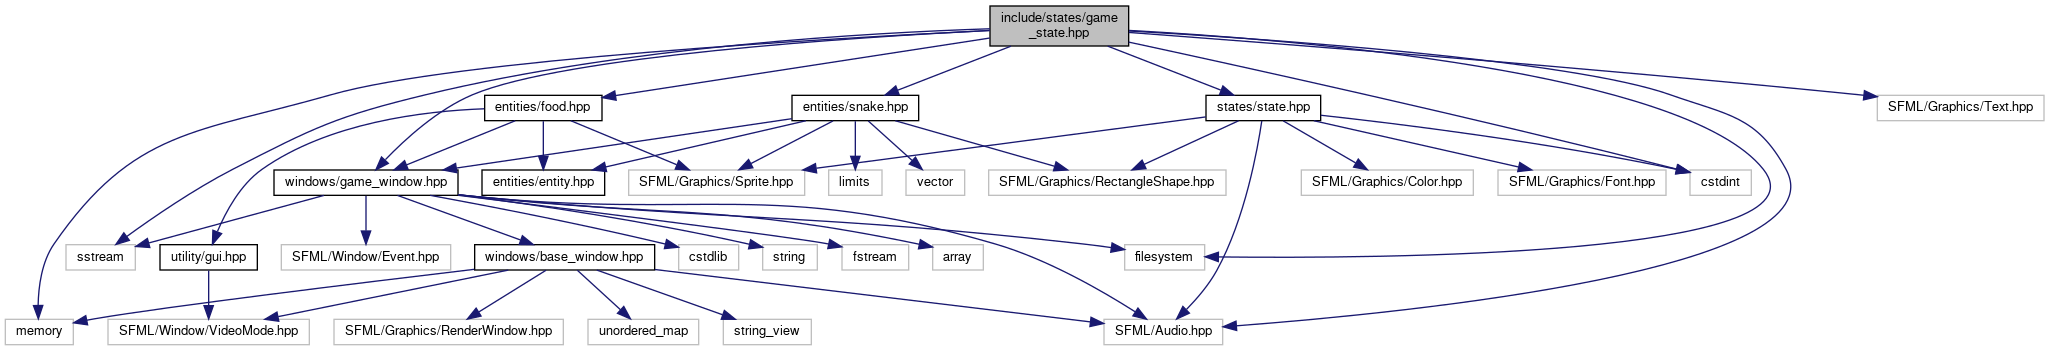 include/states/game
_state.hpp
entities/food.hpp
entities/snake.hpp
states/state.hpp
SFML/Graphics/Text.hpp
windows/game_window.hpp
entities/entity.hpp
SFML/Graphics/Sprite.hpp
limits
vector
SFML/Graphics/RectangleShape.hpp
SFML/Graphics/Color.hpp
SFML/Graphics/Font.hpp
cstdint
sstream
utility/gui.hpp
SFML/Window/Event.hpp
windows/base_window.hpp
cstdlib
string
fstream
array
filesystem
memory
SFML/Window/VideoMode.hpp
SFML/Graphics/RenderWindow.hpp
unordered_map
string_view
SFML/Audio.hpp